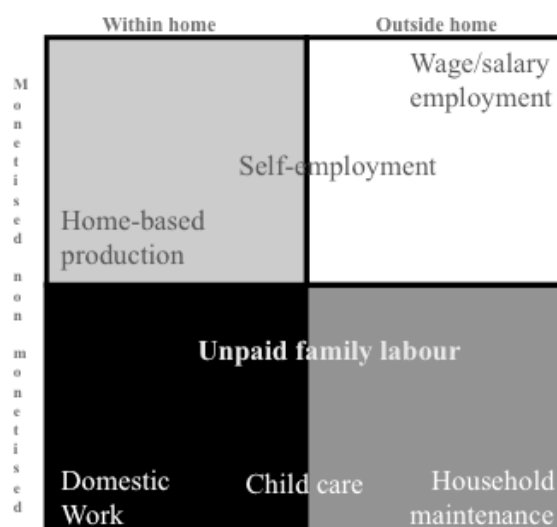 Within home
Outside home
Monetised non monetised
Wage/salary
employment
Self-employment
Home-based
production
Unpaid family labour
Domestic
Work
Child care
Household
maintenance